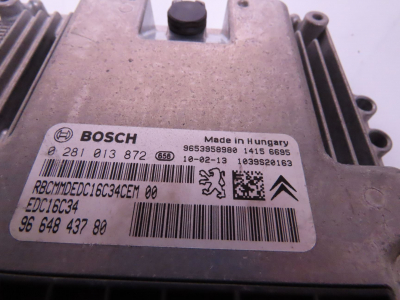 BOSCH
Made in Hungary
0 281 013 872 658
9653958980 1415 6695
10-02-13 1039S20163
RBCMMDEDC16C34CEM 00
EDC16C34
96 648 437 80